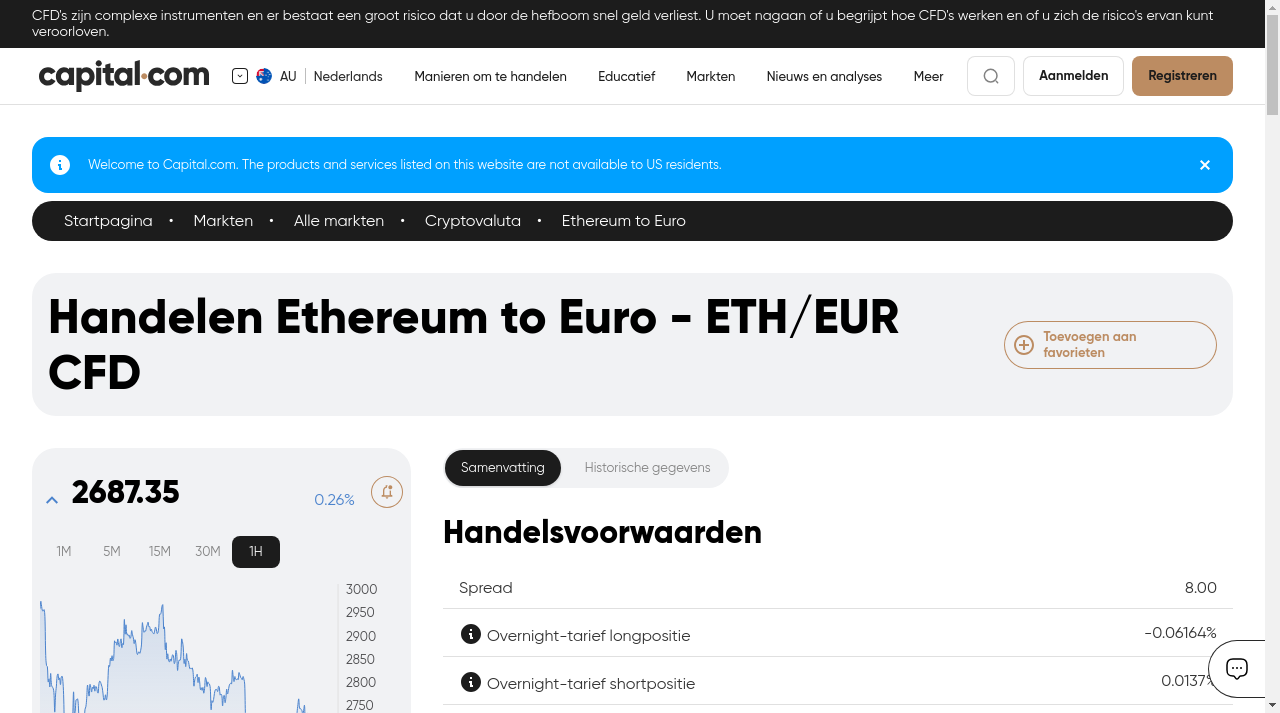 CFD's zijn complexe instrumenten en er bestaat een groot risico dat u door de hefboom snel geld verliest. U moet nagaan of u begrijpt hoe CFD's werken en of u zich de risico's ervan kunt
veroorloven.
capital.com
AU
Nederlands
Manieren om te handelen
Educatief
Markten
Nieuws en analyses
Meer
Aanmelden
Registreren
Welcome to Capital.com. The products and services listed on this website are not available to US residents.
Startpagina • Markten • Alle markten • Cryptovaluta • Ethereum to Euro
Handelen Ethereum to Euro - ETH/EUR
CFD
Toevoegen aan
favorieten
2687.35
0.26%
1M
5M
15M
30M
1H
3000
2950
2900
2850
2800
2750
Samenvatting
Historische gegevens
Handelsvoorwaarden
Spread 8.00
Overnight-tarief longpositie -0.06164%
Overnight-tarief shortpositie 0.0137%